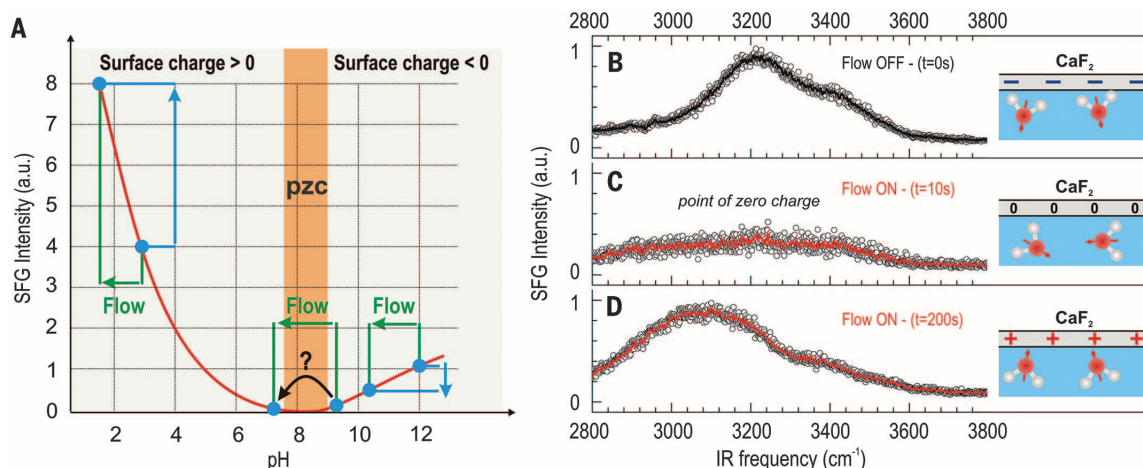 A
Surface charge > 0
Surface charge < 0
8
7
6
5
4
3
2
1
0
SFG Intensity (a.u.)
pzc
Flow
Flow
Flow
?
2
4
6
8
10
12
pH
2800
3000
3200
3400
3600
3800
B
Flow OFF - (t=0s)
1
0
CaF2
– – – –
C
Flow ON - (t=10s)
point of zero charge
1
0
CaF2
0 0 0 0
D
Flow ON - (t=200s)
1
0
CaF2
+ + + +
SFG Intensity (a.u.)
2800
3000
3200
3400
3600
3800
IR frequency (cm-1)